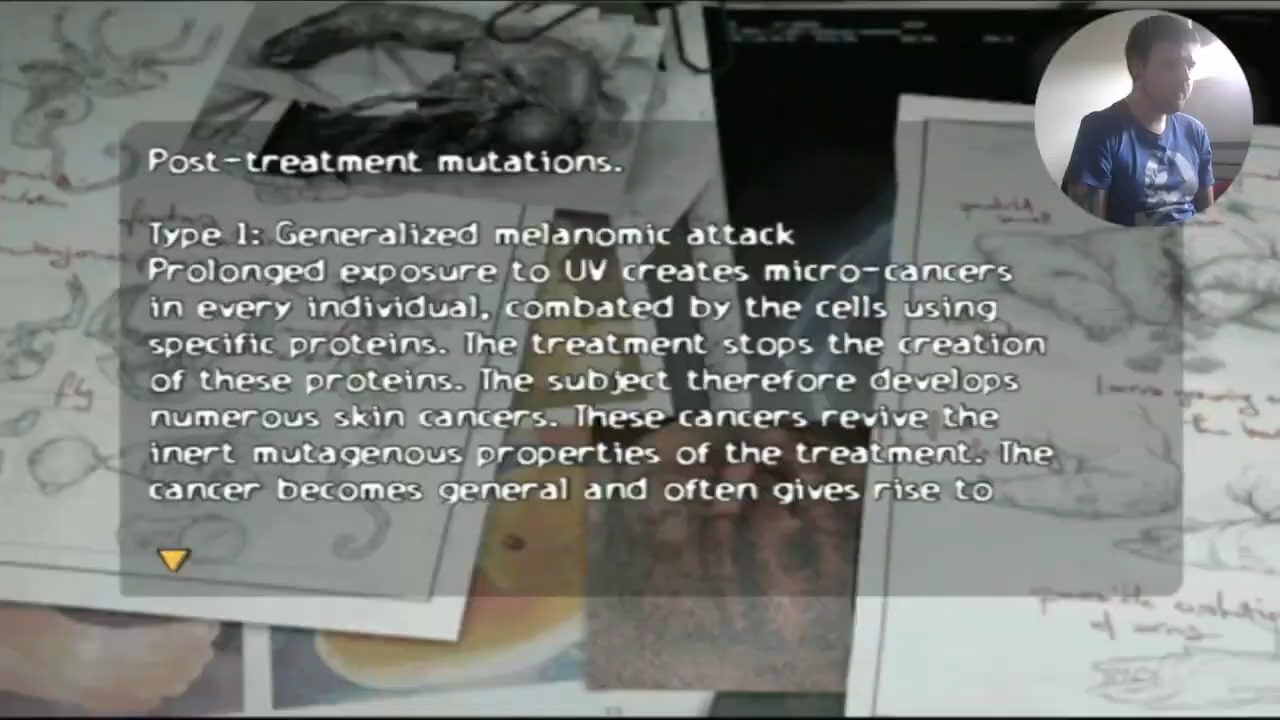 Post-treatment mutations.
Type 1: Generalized melanomic attack
Prolonged exposure to UV creates micro-cancers
in every individual, combated by the cells using
specific proteins. The treatment stops the creation
of these proteins. The subject therefore develops
numerous skin cancers. These cancers revive the
inert mutagenous properties of the treatment. The
cancer becomes general and often gives rise to
fly